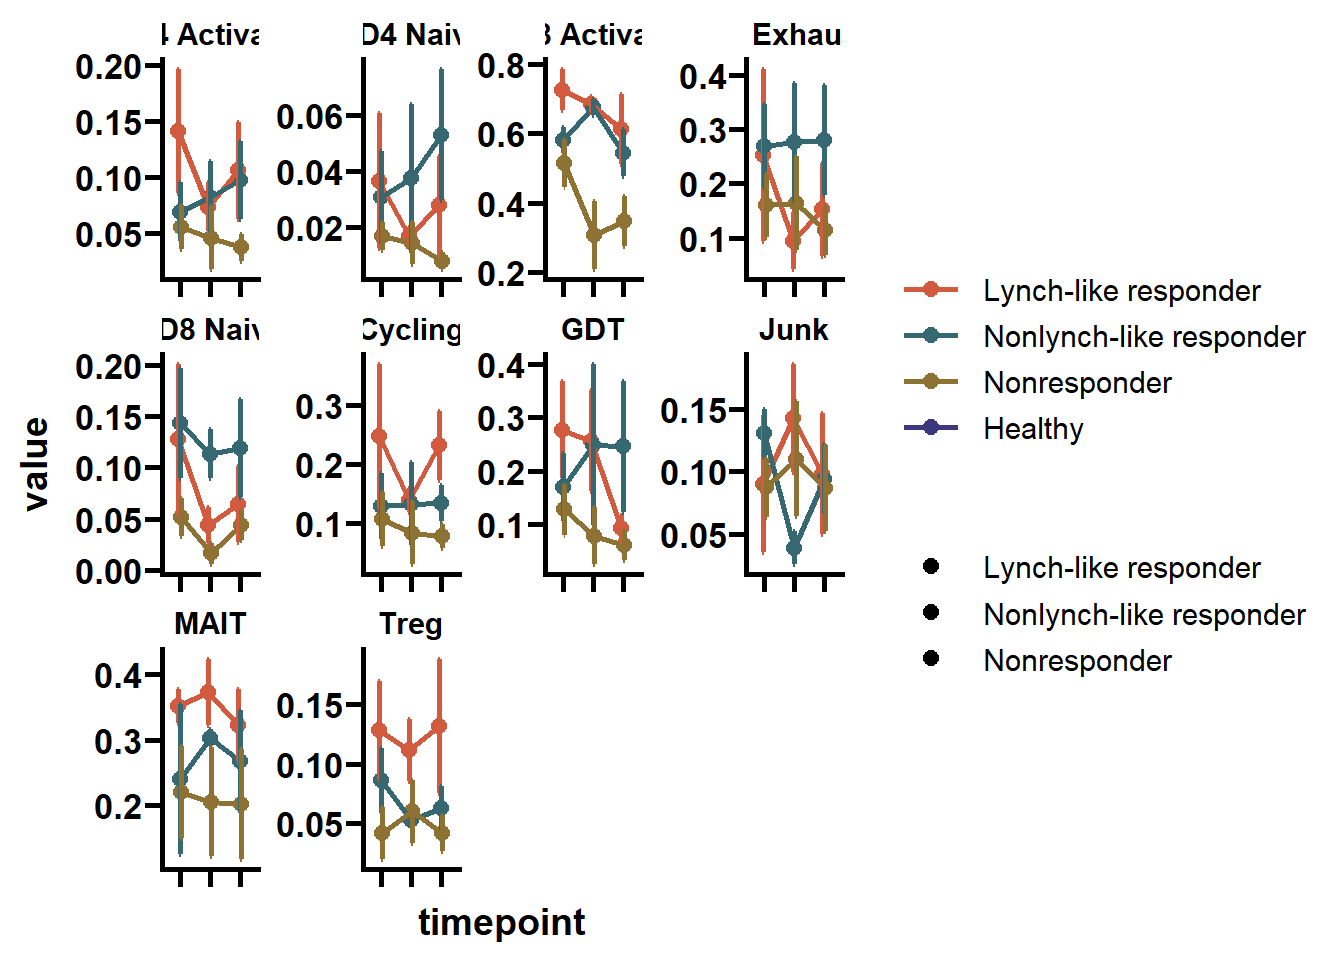 4 Activa
D4 Naiv
3 Activa
Exhau
0.20
0.15
0.10
0.05
0.06
0.04
0.02
0.8
0.6
0.4
0.2
0.4
0.3
0.2
0.1
D8 Naiv
Cycling
GDT
Junk
0.20
0.15
0.10
0.05
0.00
0.3
0.2
0.1
0.4
0.3
0.2
0.1
0.15
0.10
0.05
MAIT
Treg
0.4
0.3
0.2
0.15
0.10
0.05
value
timepoint
Lynch-like responder
Nonlynch-like responder
Nonresponder
Healthy
Lynch-like responder
Nonlynch-like responder
Nonresponder